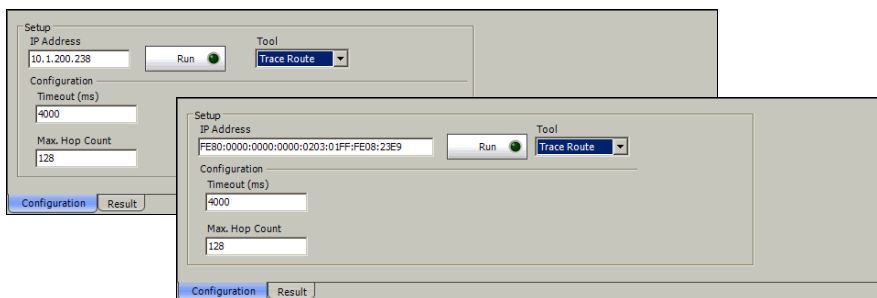 Setup
IP Address
Tool
10.1.200.238
Run
Trace Route
Configuration
Timeout (ms)
4000
Max. Hop Count
128
Configuration
Result
Setup
IP Address
Tool
FE80:0000:0000:0000:0203:01FF:FE08:23E9
Run
Trace Route
Configuration
Timeout (ms)
4000
Max. Hop Count
128
Configuration
Result